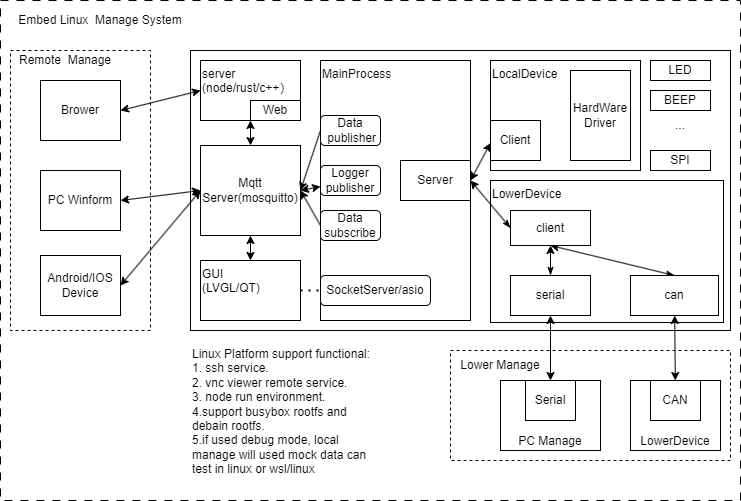 Embed Linux Manage System
Remote Manage
Brower
PC Winform
Android/IOS
Device
server
(node/rust/c++)
Web
Mqtt
Server(mosquitto)
GUI
(LVGL/QT)
MainProcess
Data
publisher
Logger
publisher
Data
subscribe
SocketServer/asio
Server
LocalDevice
Client
HardWare
Driver
LED
BEEP
...
SPI
LowerDevice
client
serial
can
Linux Platform support functional:
1. ssh service.
2. vnc viewer remote service.
3. node run environment.
4.support busybox rootfs and
debain rootfs.
5.if used debug mode, local
manage will used mock data can
test in linux or wsl/linux
Lower Manage
Serial
PC Manage
CAN
LowerDevice